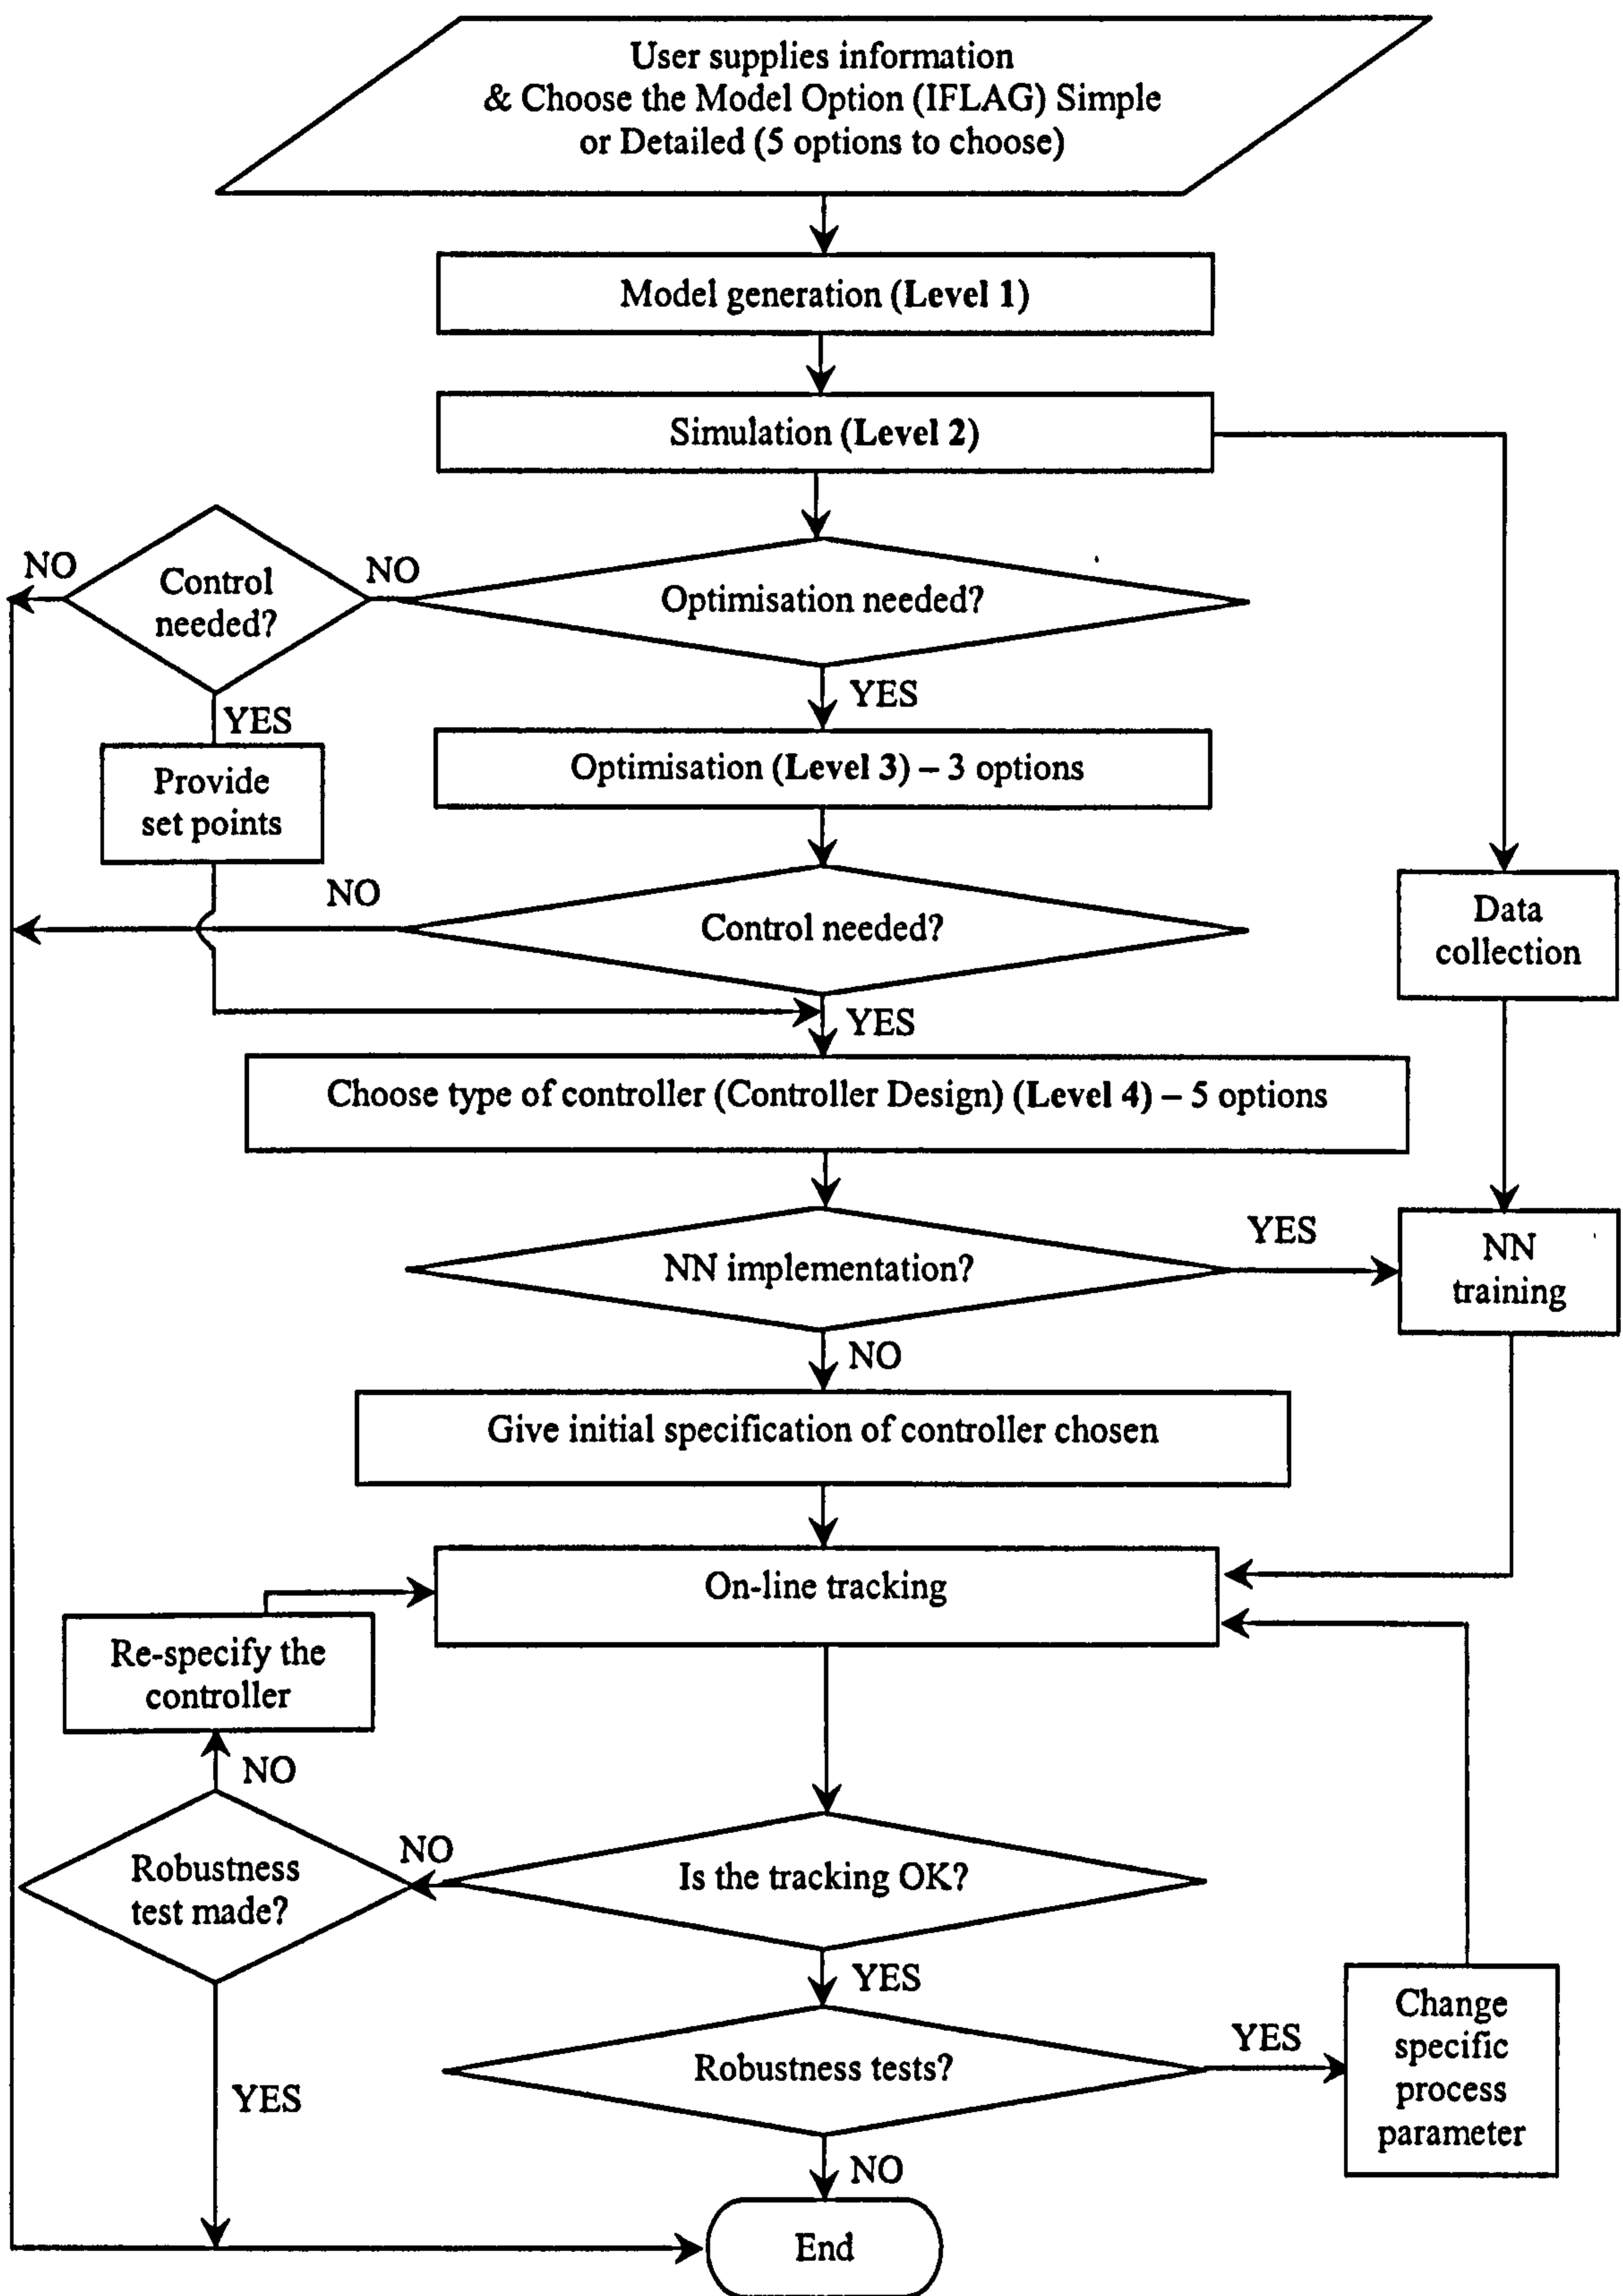 User supplies information
& Choose the Model Option (IFLAG) Simple
or Detailed (5 options to choose)
Model generation (Level 1)
Simulation (Level 2)
NO
Control
needed?
NO
Optimisation needed?
YES
YES
Provide
set points
Optimisation (Level 3) – 3 options
NO
Control needed?
Data
collection
YES
Choose type of controller (Controller Design) (Level 4) – 5 options
NN implementation?
YES
NN
training
NO
Give initial specification of controller chosen
On-line tracking
Re-specify the
controller
NO
Robustness
test made?
NO
Is the tracking OK?
YES
YES
Robustness tests?
YES
Change
specific
process
parameter
NO
End